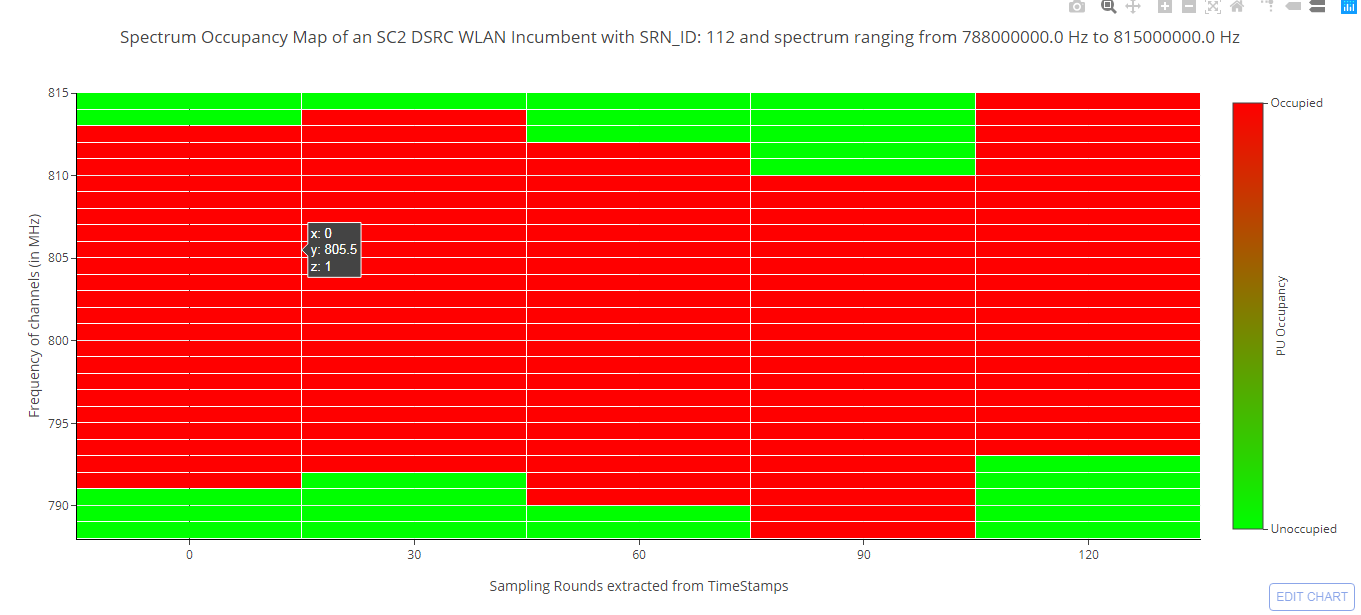 Spectrum Occupancy Map of an SC2 DSRC WLAN Incumbent with SRN_ID: 112 and spectrum ranging from 788000000.0 Hz to 815000000.0 Hz
815
810
805
800
795
790
Frequency of channels (in MHz)
x: 0
y: 805.5
z: 1
0
30
60
90
120
Sampling Rounds extracted from TimeStamps
Occupied
PU Occupancy
Unoccupied
EDIT CHART